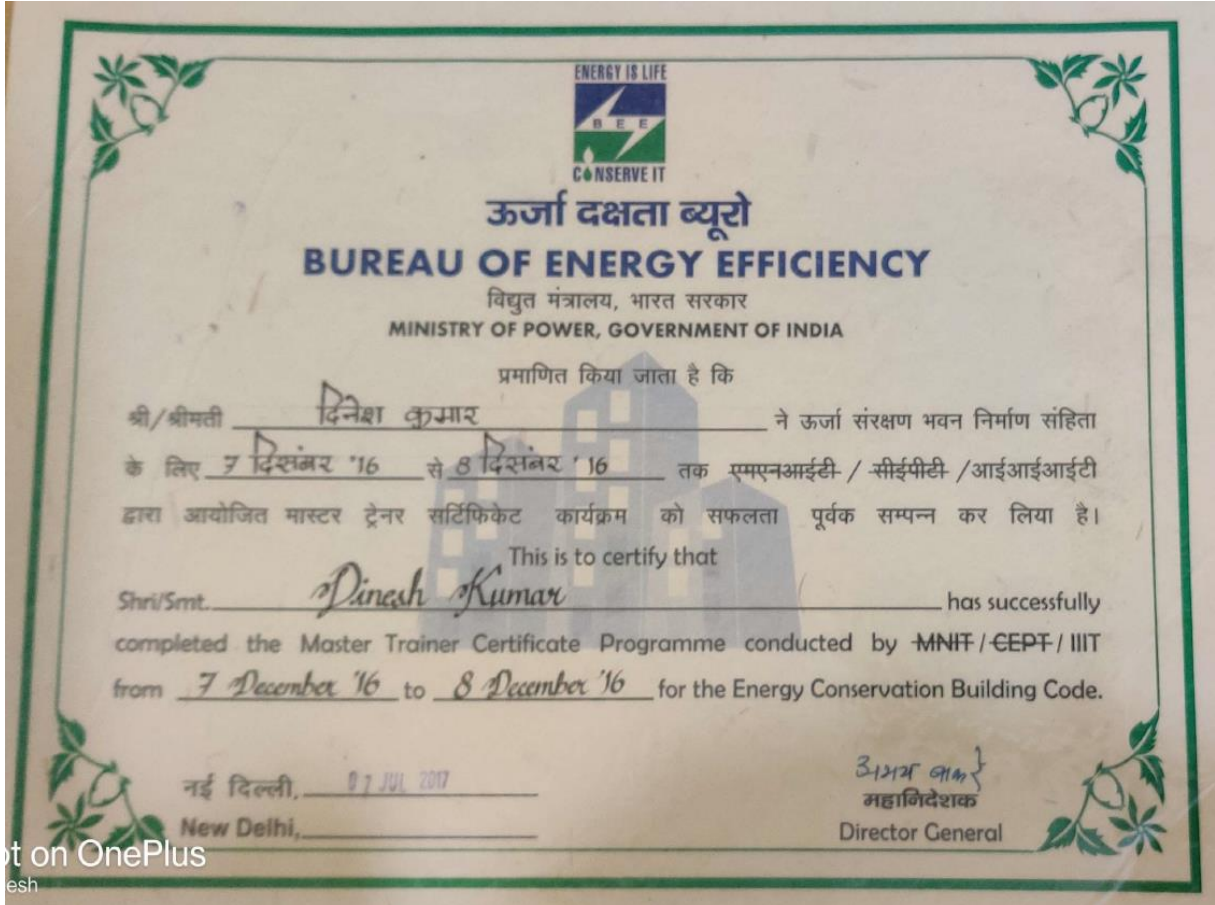 ENERGY IS LIFE
BEE
CONSERVE IT
ऊर्जा दक्षता ब्यूरो
BUREAU OF ENERGY EFFICIENCY
विद्युत मंत्रालय, भारत सरकार
MINISTRY OF POWER, GOVERNMENT OF INDIA
प्रमाणित किया जाता है कि
श्री/श्रीमती दिनेश कुमार ने ऊर्जा संरक्षण भवन निर्माण संहिता
के लिए 7 दिसंबर '16 से 8 दिसंबर '16 तक एमएनआईटी / सीईपीटी /आईआईआईटी
द्वारा आयोजित मास्टर ट्रेनर सर्टिफिकेट कार्यक्रम को सफलता पूर्वक सम्पन्न कर लिया है।
This is to certify that
Shri/Smt. Dinesh Kumar has successfully
completed the Master Trainer Certificate Programme conducted by MNIT / CEPT / IIIT
from 7 December '16 to 8 December '16 for the Energy Conservation Building Code.
नई दिल्ली, 07 JUL 2017
New Delhi,
अभय बाकरे
महानिदेशक
Director General
ot on OnePlus
esh